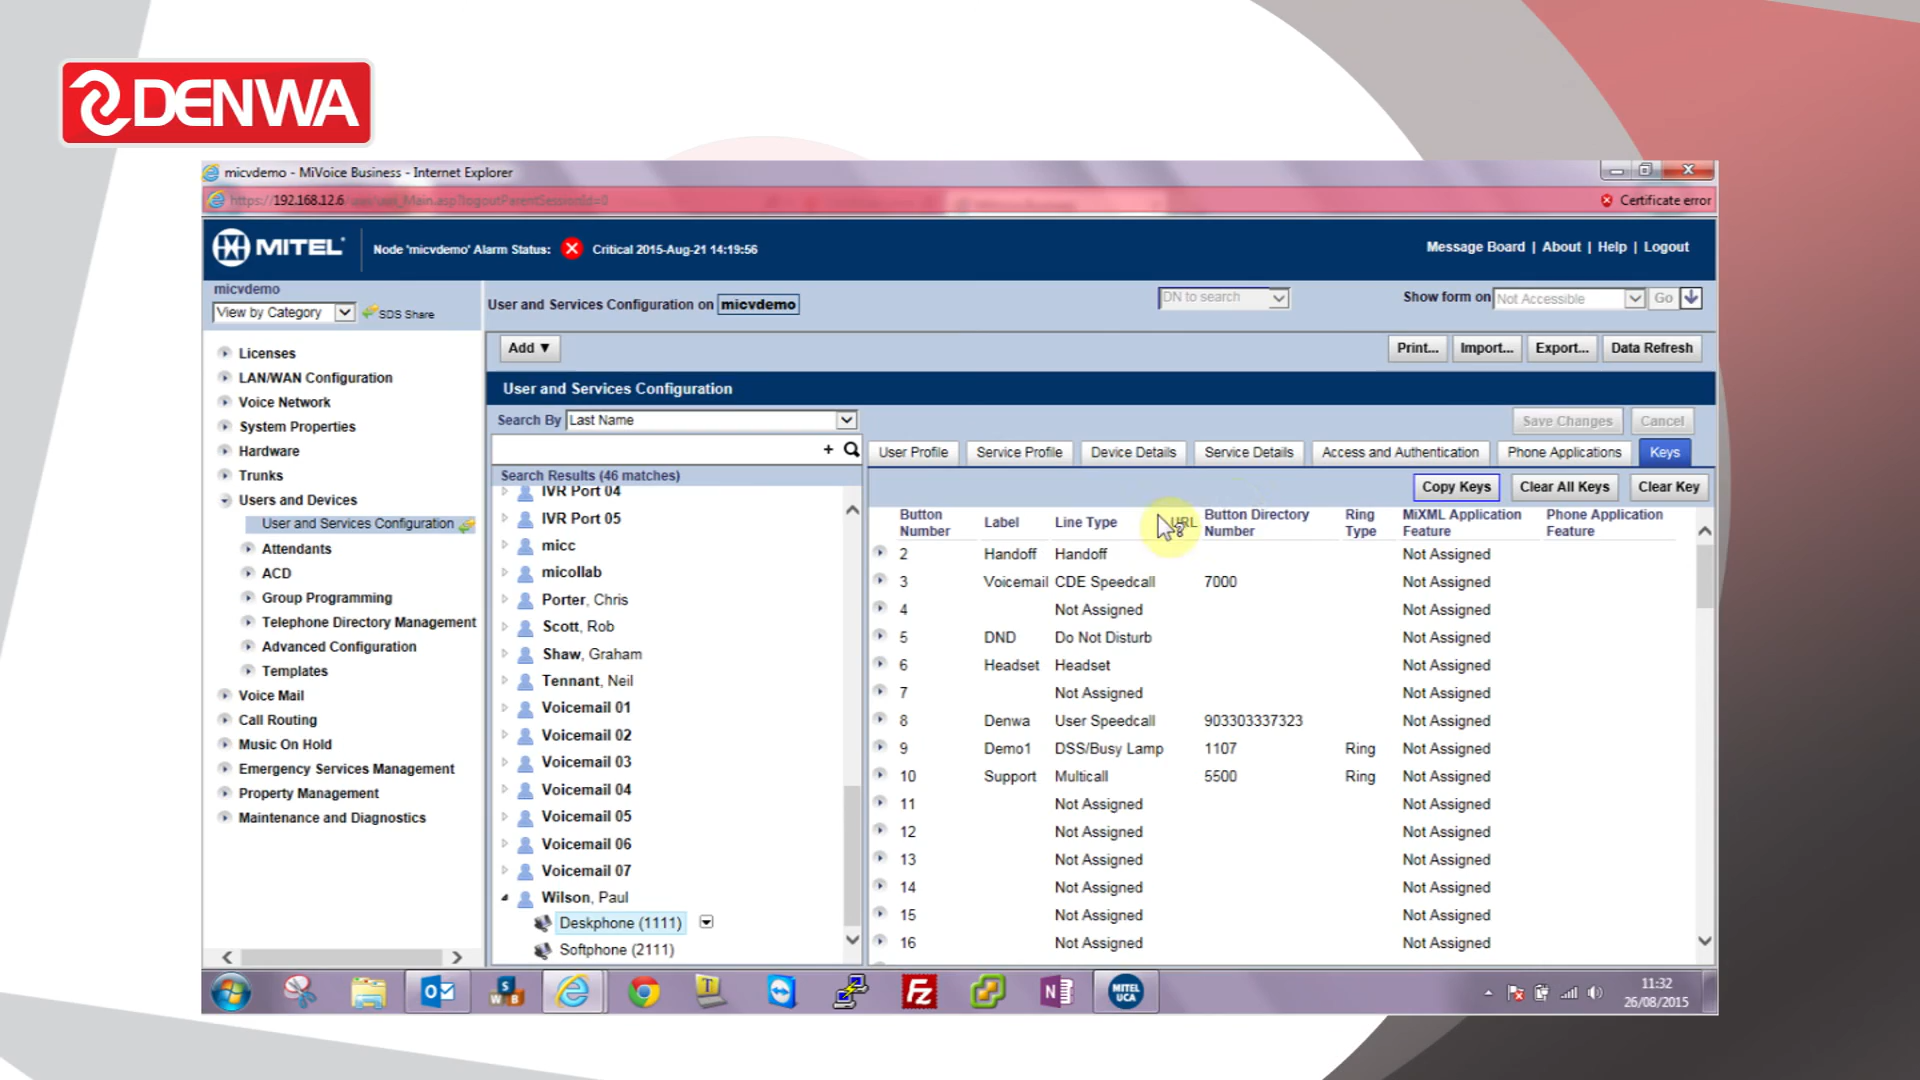 DENWA
micvdemo - MiVoice Business - Internet Explorer
https://192.168.12.6/uwi/uwi_Main.asp?logoutParentSessionId=0
Certificate error
MITEL
Node 'micvdemo' Alarm Status: Critical 2015-Aug-21 14:19:56
Message Board | About | Help | Logout
micvdemo
View by Category
SDS Share
User and Services Configuration on micvdemo
DN to search
Show form on Not Accessible Go
Add ▼
Print... Import... Export... Data Refresh
Licenses
LAN/WAN Configuration
Voice Network
System Properties
Hardware
Trunks
Users and Devices
User and Services Configuration
Attendants
ACD
Group Programming
Telephone Directory Management
Advanced Configuration
Templates
Voice Mail
Call Routing
Music On Hold
Emergency Services Management
Property Management
Maintenance and Diagnostics
User and Services Configuration
Search By Last Name
Save Changes Cancel
+
Search Results (46 matches)
IVR Port 04
IVR Port 05
micc
micollab
Porter, Chris
Scott, Rob
Shaw, Graham
Tennant, Neil
Voicemail 01
Voicemail 02
Voicemail 03
Voicemail 04
Voicemail 05
Voicemail 06
Voicemail 07
Wilson, Paul
Deskphone (1111)
Softphone (2111)
User Profile Service Profile Device Details Service Details Access and Authentication Phone Applications Keys
Copy Keys Clear All Keys Clear Key
Button Number Label Line Type URL Button Directory Number Ring Type MiXML Application Feature Phone Application Feature
2 Handoff Handoff Not Assigned
3 Voicemail CDE Speedcall 7000 Not Assigned
4 Not Assigned Not Assigned
5 DND Do Not Disturb Not Assigned
6 Headset Headset Not Assigned
7 Not Assigned Not Assigned
8 Denwa User Speedcall 903303337323 Not Assigned
9 Demo1 DSS/Busy Lamp 1107 Ring Not Assigned
10 Support Multicall 5500 Ring Not Assigned
11 Not Assigned Not Assigned
12 Not Assigned Not Assigned
13 Not Assigned Not Assigned
14 Not Assigned Not Assigned
15 Not Assigned Not Assigned
16 Not Assigned Not Assigned
S
W B
T
Fz
N
MITEL
UCA
11:32
26/08/2015